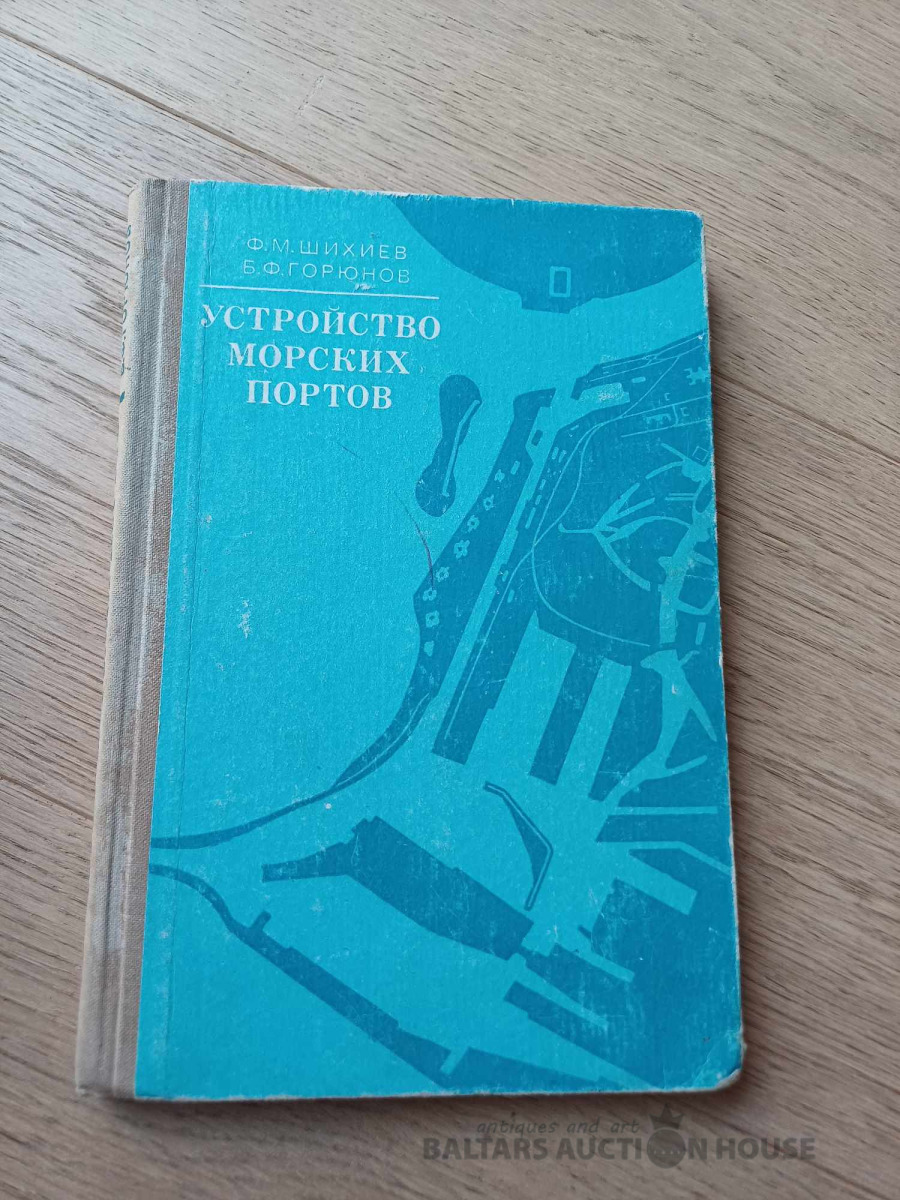 Ф.М.ШИХИЕВ
Б.Ф.ГОРЮНОВ
УСТРОЙСТВО
МОРСКИХ
ПОРТОВ
antiques and art
BALTARS AUCTION HOUSE